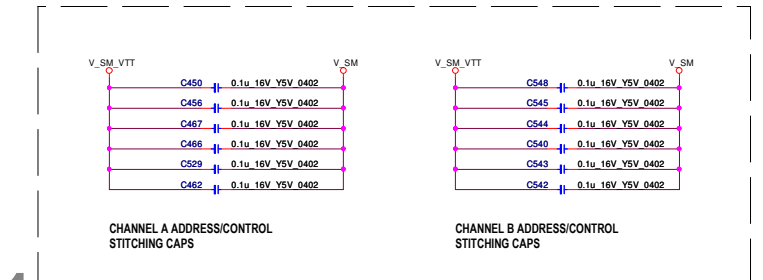 V_SM_VTT V_SM V_SM_VTT V_SM
C450 0.1u_16V_Y5V_0402 C548 0.1u_16V_Y5V_0402
C456 0.1u_16V_Y5V_0402 C545 0.1u_16V_Y5V_0402
C467 0.1u_16V_Y5V_0402 C544 0.1u_16V_Y5V_0402
C466 0.1u_16V_Y5V_0402 C540 0.1u_16V_Y5V_0402
C529 0.1u_16V_Y5V_0402 C543 0.1u_16V_Y5V_0402
C462 0.1u_16V_Y5V_0402 C542 0.1u_16V_Y5V_0402
CHANNEL A ADDRESS/CONTROL CHANNEL B ADDRESS/CONTROL
STITCHING CAPS STITCHING CAPS